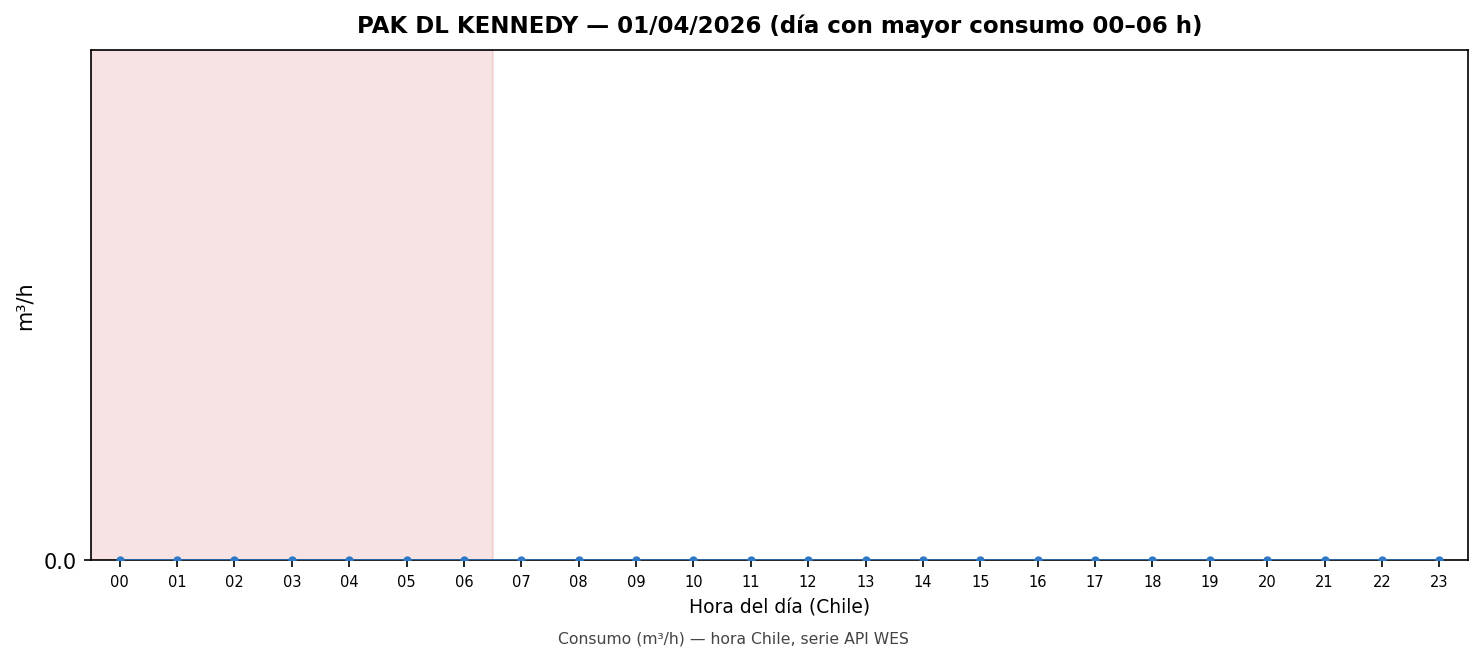 PAK DL KENNEDY — 01/04/2026 (día con mayor consumo 00–06 h)
m³/h
0.0
00 01 02 03 04 05 06 07 08 09 10 11 12 13 14 15 16 17 18 19 20 21 22 23
Hora del día (Chile)
Consumo (m³/h) — hora Chile, serie API WES